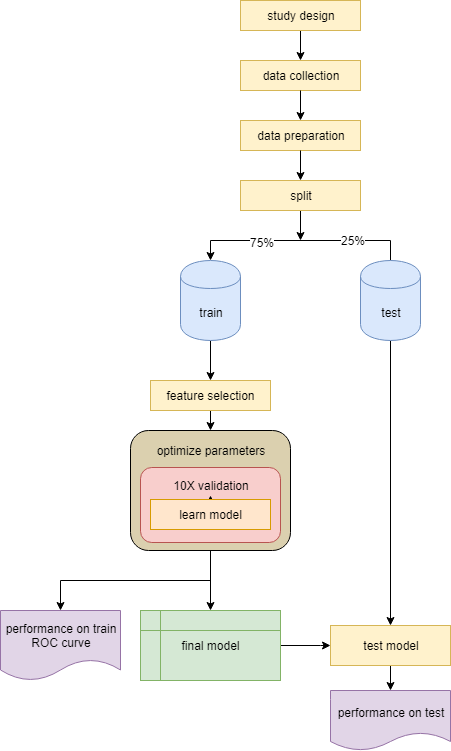 study design
data collection
data preparation
split
75%
25%
train
test
feature selection
optimize parameters
10X validation
learn model
performance on train
ROC curve
final model
test model
performance on test